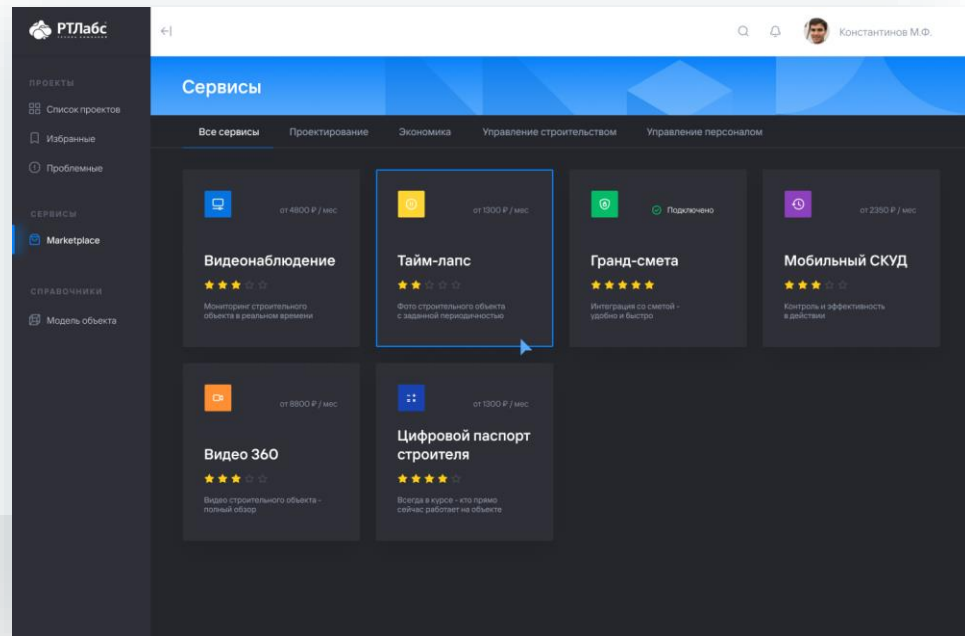 РТЛабс
Константинов М.Ф.
ПРОЕКТЫ
Список проектов
Избранные
Проблемные
СЕРВИСЫ
Marketplace
СПРАВОЧНИКИ
Модель объекта
Сервисы
Все сервисы Проектирование Экономика Управление строительством Управление персоналом
от 4800 ₽ / мес
Видеонаблюдение
Мониторинг строительного
объекта в реальном времени
от 1300 ₽ / мес
Тайм-лапс
Фото строительного объекта
с заданной периодичностью
Подключено
Гранд-смета
Интеграция со сметой -
удобно и быстро
от 2350 ₽ / мес
Мобильный СКУД
Контроль и эффективность
в действии
от 8800 ₽ / мес
Видео 360
Видео строительного объекта -
полный обзор
от 1300 ₽ / мес
Цифровой паспорт
строителя
Всегда в курсе - кто прямо
сейчас работает на объекте